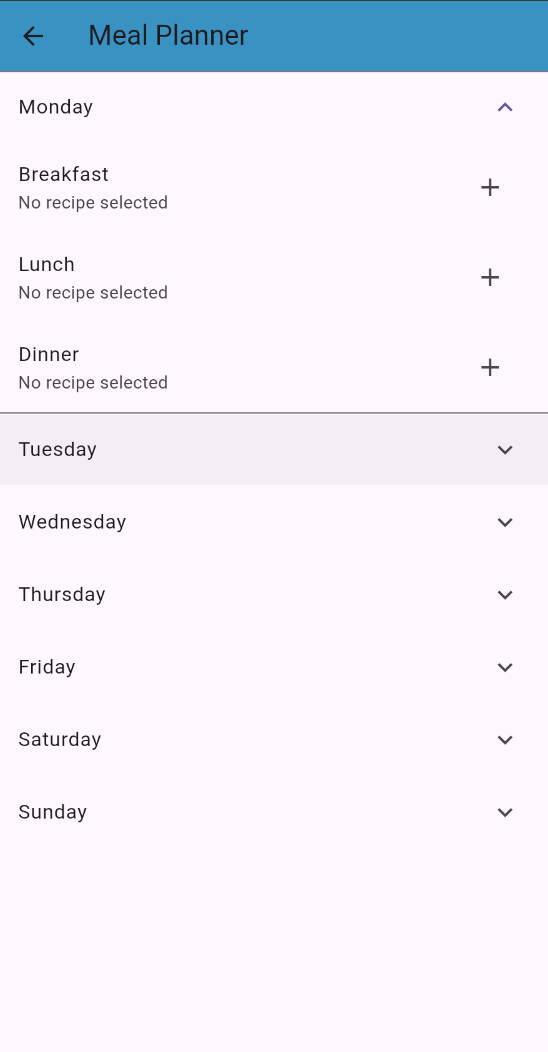 Meal Planner
Monday
Breakfast
No recipe selected
Lunch
No recipe selected
Dinner
No recipe selected
Tuesday
Wednesday
Thursday
Friday
Saturday
Sunday